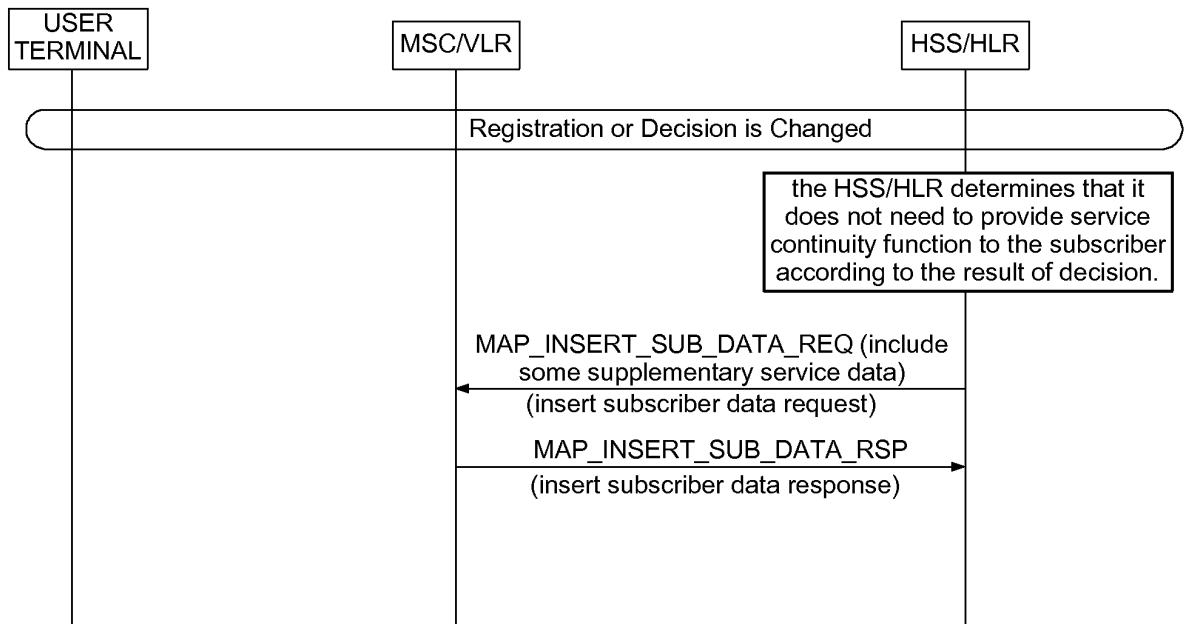 USER
TERMINAL
MSC/VLR
HSS/HLR
Registration or Decision is Changed
the HSS/HLR determines that it
does not need to provide service
continuity function to the subscriber
according to the result of decision.
MAP_INSERT_SUB_DATA_REQ (include
some supplementary service data)
(insert subscriber data request)
MAP_INSERT_SUB_DATA_RSP
(insert subscriber data response)